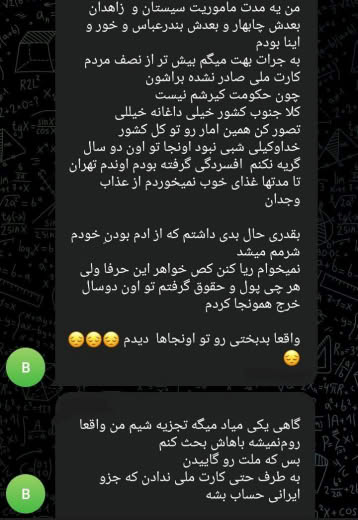 من یه مدت ماموریت سیستان و زاهدان
بعدش چابهار و بعدش بندرعباس و خور و
اینا بودم
به جرات بهت میگم بیش تر از نصف مردم
کارت ملی صادر نشده براشون
چون حکومت کیرشم نیست
کلا جنوب کشور خیلی داغانه خیللی
تصور کن همین امار رو تو کل کشور
خداوکیلی شبی نبود اونجا تو اون دو سال
گریه نکنم افسردگی گرفته بودم اوندم تهران
تا مدتها غذای خوب نمیخوردم از عذاب
وجدان
بقدری حال بدی داشتم که از ادم بودن خودم
شرمم میشد
نمیخوام ریا کنن کص خواهر این حرفا ولی
هر چی پول و حقوق گرفتم تو اون دوسال
خرج همونجا کردم
واقعا بدبختی رو تو اونجاها دیدم 😔😔😔
😔
B
گاهی یکی میاد میگه تجزیه شیم من واقعا
روم‌نمیشه باهاش بحث کنم
بس که ملت رو گاییدن
به طرف حتی کارت ملی ندادن که جزو
ایرانی حساب بشه
B